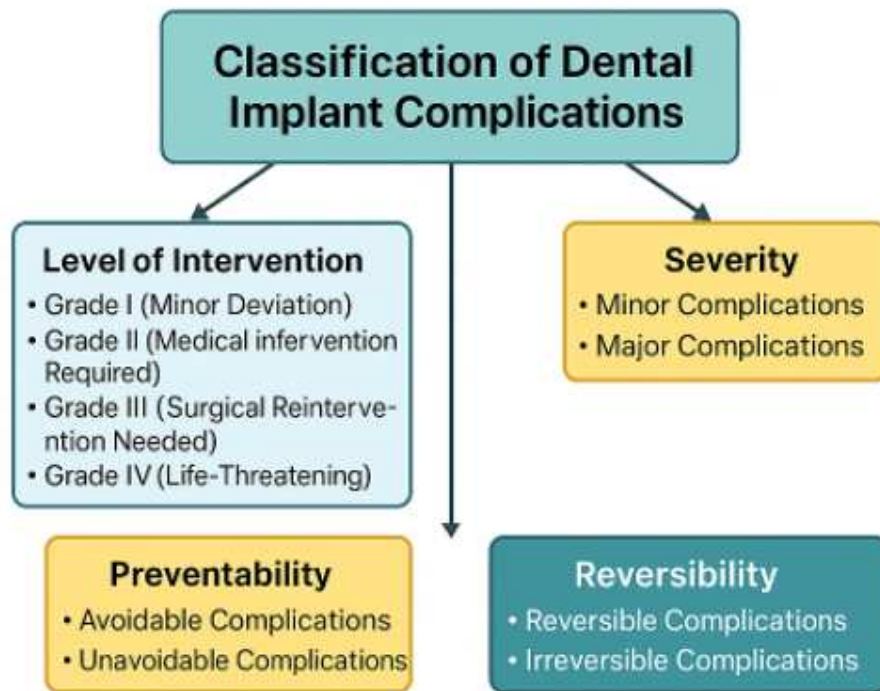 Classification of Dental
Implant Complications
Level of Intervention
• Grade I (Minor Deviation)
• Grade II (Medical infervention
Required)
• Grade III (Surgical Reinterve-
ntion Needed)
• Grade IV (Life-Threatening)
Severity
• Minor Complications
• Major Complications
Preventability
• Avoidable Complications
• Unavoidable Complications
Reversibility
• Reversible Complications
• Irreversible Complications